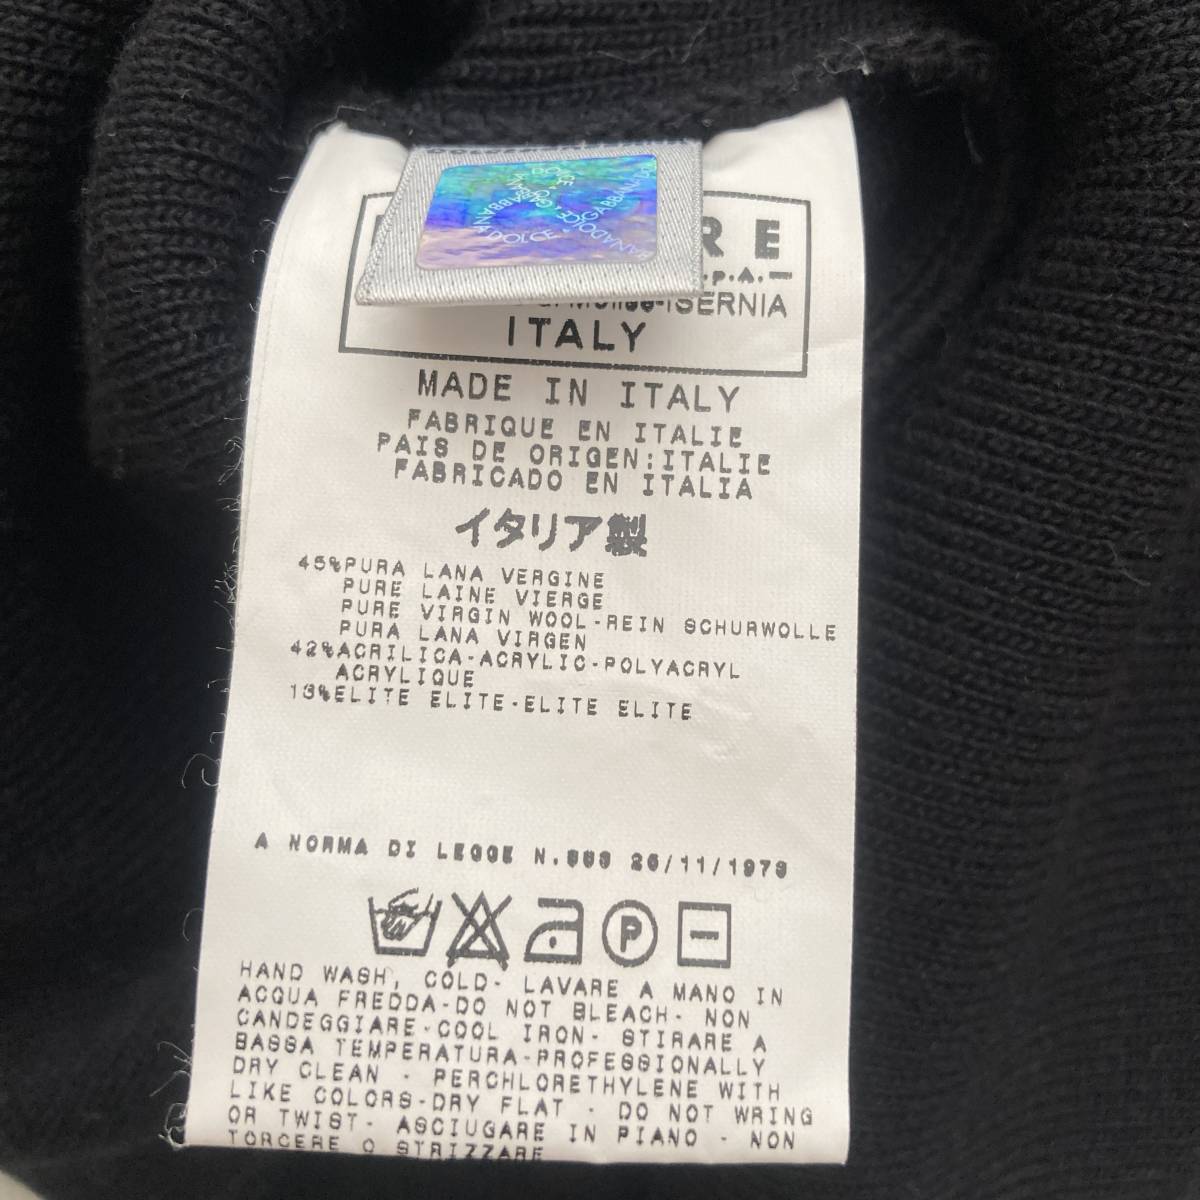 DOLCE & GABBANA DOLCE
RE
.P.A.
ISERNIA
ITALY
MADE IN ITALY
FABRIQUE EN ITALIE
PAIS DE ORIGEN:ITALIE
FABRICADO EN ITALIA
イタリア製
45%PURA LANA VERGINE
PURE LAINE VIERGE
PURE VIRGIN WOOL-REIN SCHURWOLLE
PURA LANA VIRGEN
42%ACRILICA-ACRYLIC-POLYACRYL
ACRYLIQUE
13%ELITE ELITE-ELITE ELITE
A NORMA DI LEGGE N. 26/11/1973
P
HAND WASH, COLD- LAVARE A MANO IN
ACQUA FREDDA-DO NOT BLEACH- NON
CANDEGGIARE-COOL IRON- STIRARE A
BASSA TEMPERATURA-PROFESSIONALLY
DRY CLEAN - PERCHLORETHYLENE WITH
LIKE COLORS-DRY FLAT - DO NOT WRING
OR TWIST- ASCIUGARE IN PIANO - NON
TORCERE O STRIZZARE